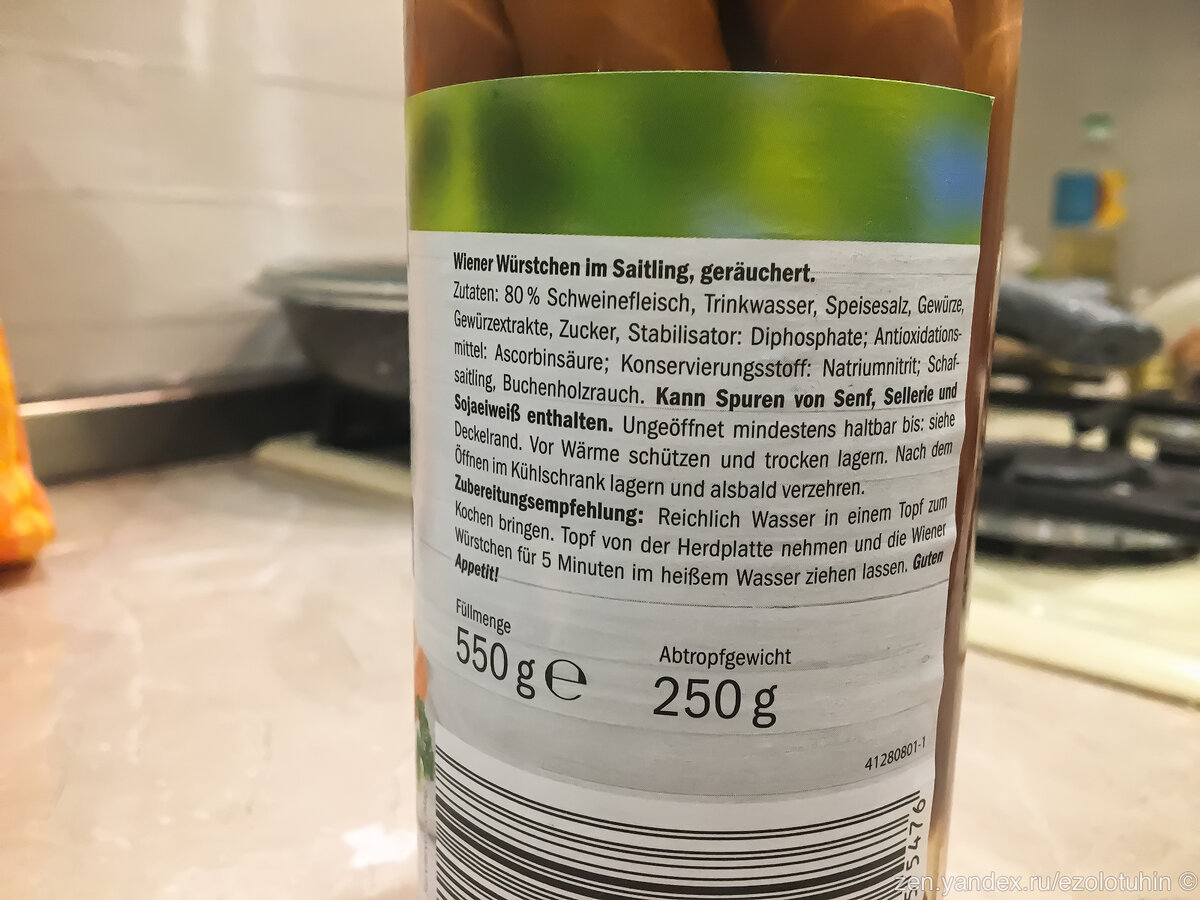 Wiener Würstchen im Saitling, geräuchert.
Zutaten: 80 % Schweinefleisch, Trinkwasser, Speisesalz, Gewürze,
Gewürzextrakte, Zucker, Stabilisator: Diphosphate; Antioxidations-
mittel: Ascorbinsäure; Konservierungsstoff: Natriumnitrit; Schaf-
saitling, Buchenholzrauch. Kann Spuren von Senf, Sellerie und
Sojaeiweiß enthalten. Ungeöffnet mindestens haltbar bis: siehe
Deckelrand. Vor Wärme schützen und trocken lagern. Nach dem
Öffnen im Kühlschrank lagern und alsbald verzehren.
Zubereitungsempfehlung: Reichlich Wasser in einem Topf zum
Kochen bringen. Topf von der Herdplatte nehmen und die Wiener
Würstchen für 5 Minuten im heißem Wasser ziehen lassen. Guten
Appetit!
Füllmenge
550 g ℮
Abtropfgewicht
250 g
41280801-1
5476
zen.yandex.ru/ezolotuhin ©